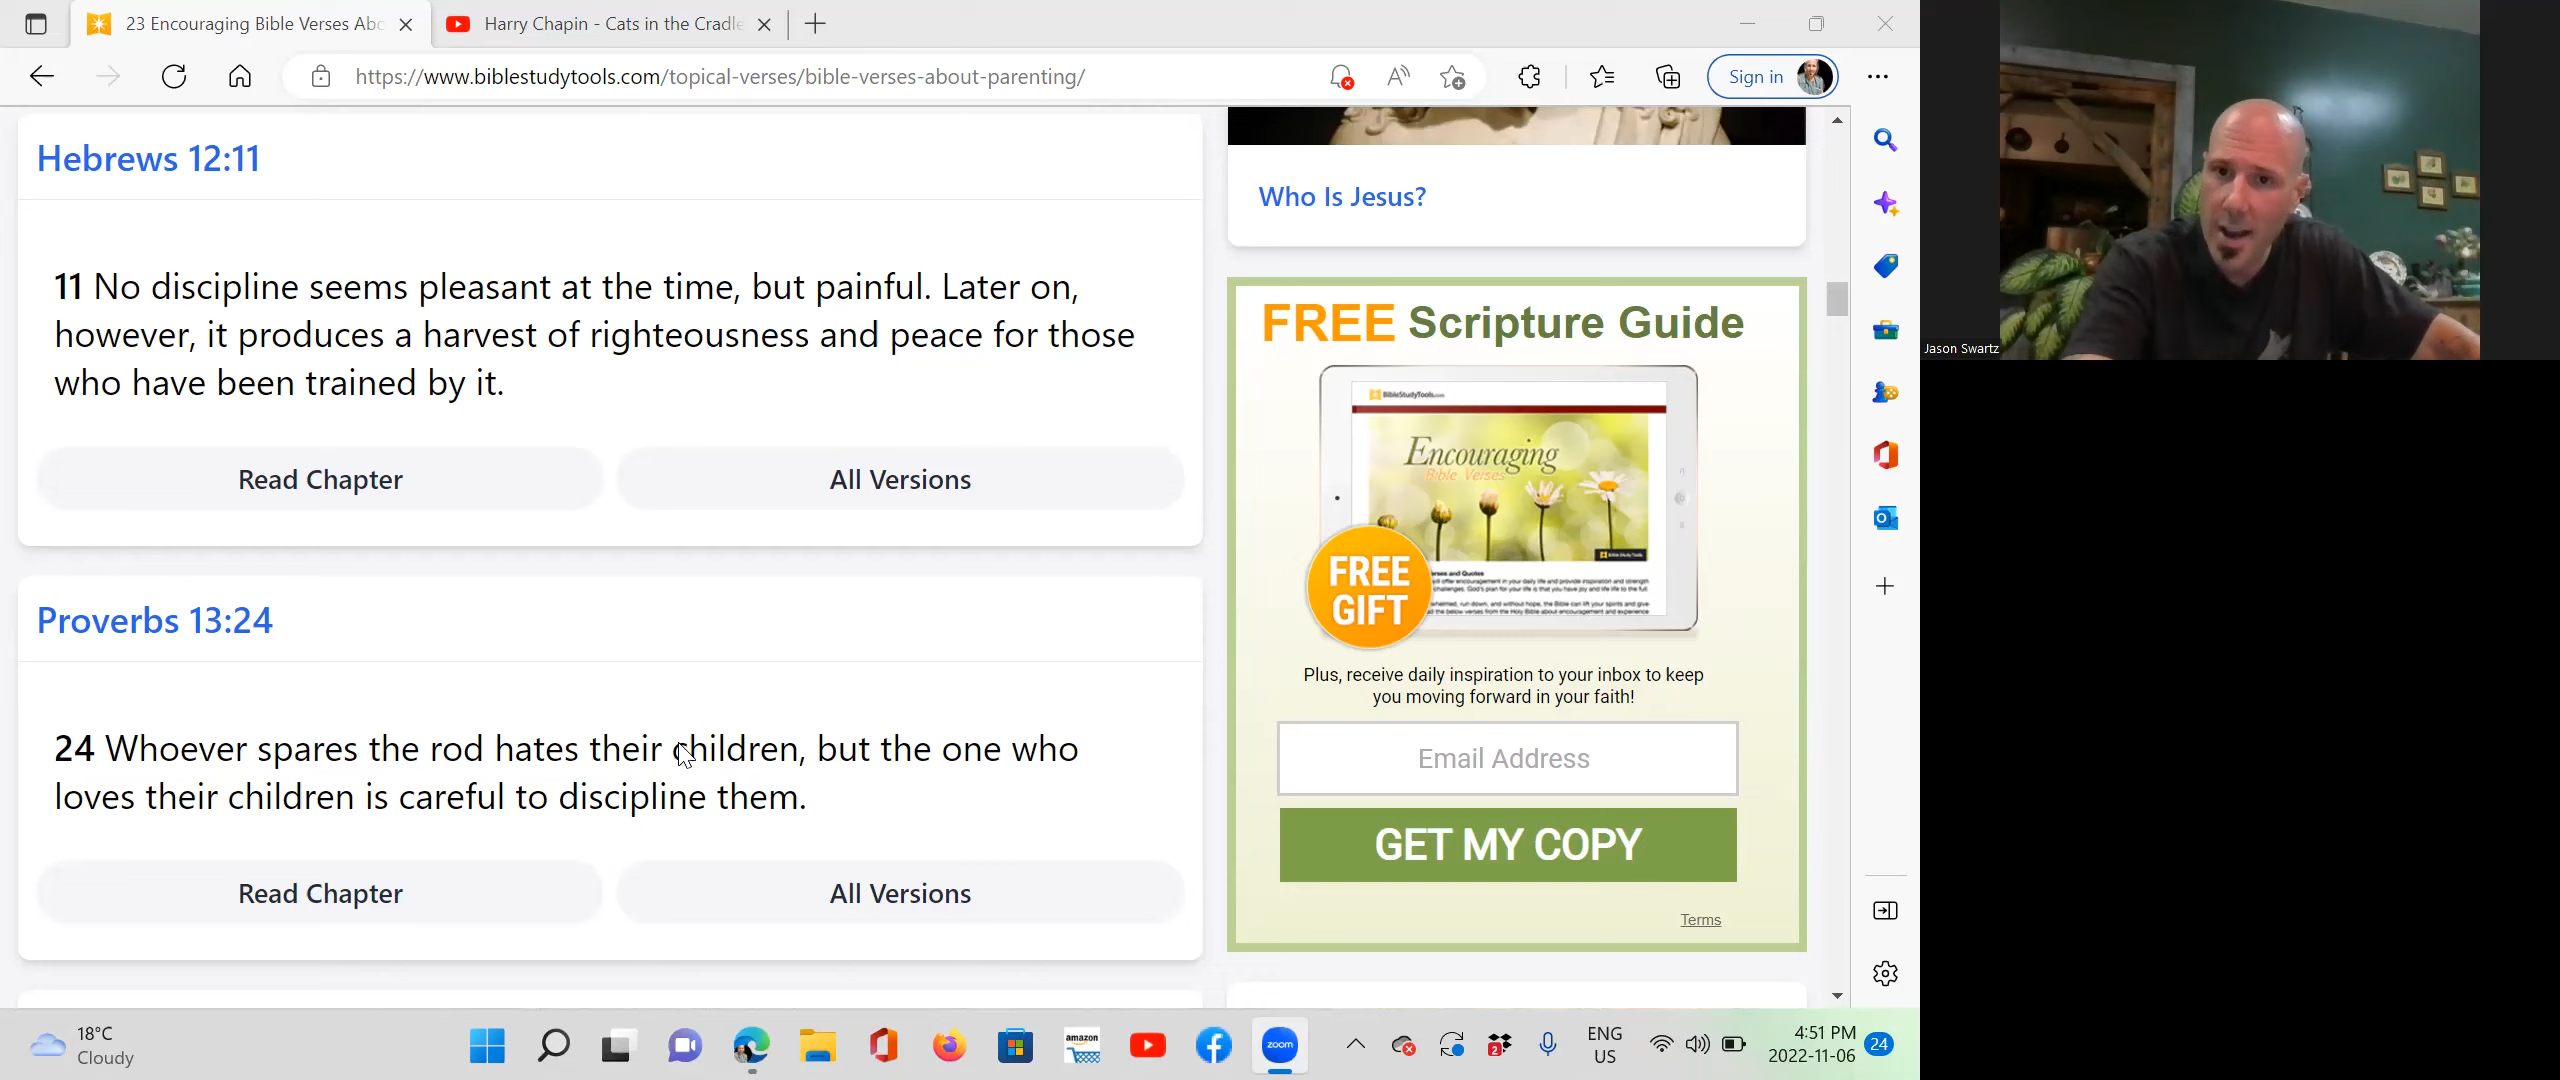 23 Encouraging Bible Verses Abo
Harry Chapin - Cats in the Cradle
https://www.biblestudytools.com/topical-verses/bible-verses-about-parenting/
Sign in
Hebrews 12:11
11 No discipline seems pleasant at the time, but painful. Later on,
however, it produces a harvest of righteousness and peace for those
who have been trained by it.
Read Chapter
All Versions
Proverbs 13:24
24 Whoever spares the rod hates their children, but the one who
loves their children is careful to discipline them.
Read Chapter
All Versions
Who Is Jesus?
FREE Scripture Guide
BibleStudyTools.com
Encouraging
Bible Verses
FREE
GIFT
Plus, receive daily inspiration to your inbox to keep
you moving forward in your faith!
Email Address
GET MY COPY
Terms
Jason Swartz
18°C
Cloudy
amazon
zoom
2
ENG
US
4:51 PM
2022-11-06
24